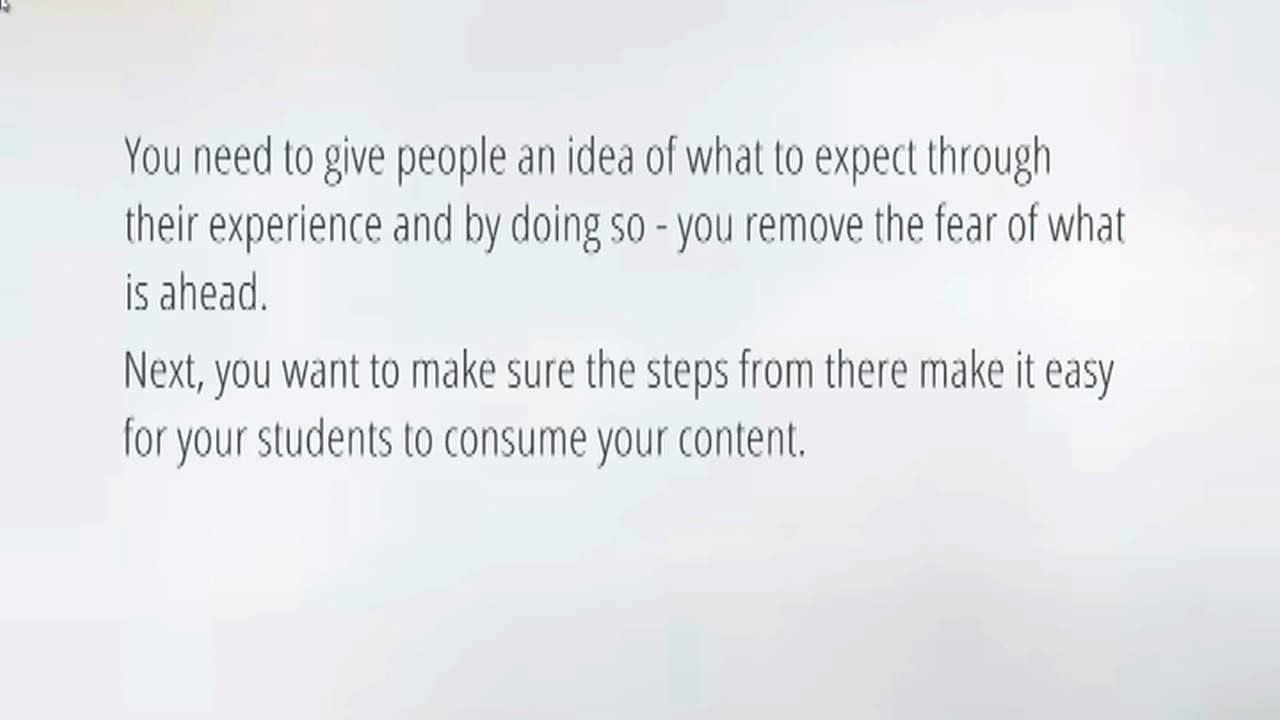 You need to give people an idea of what to expect through
their experience and by doing so - you remove the fear of what
is ahead.
Next, you want to make sure the steps from there make it easy
for your students to consume your content.